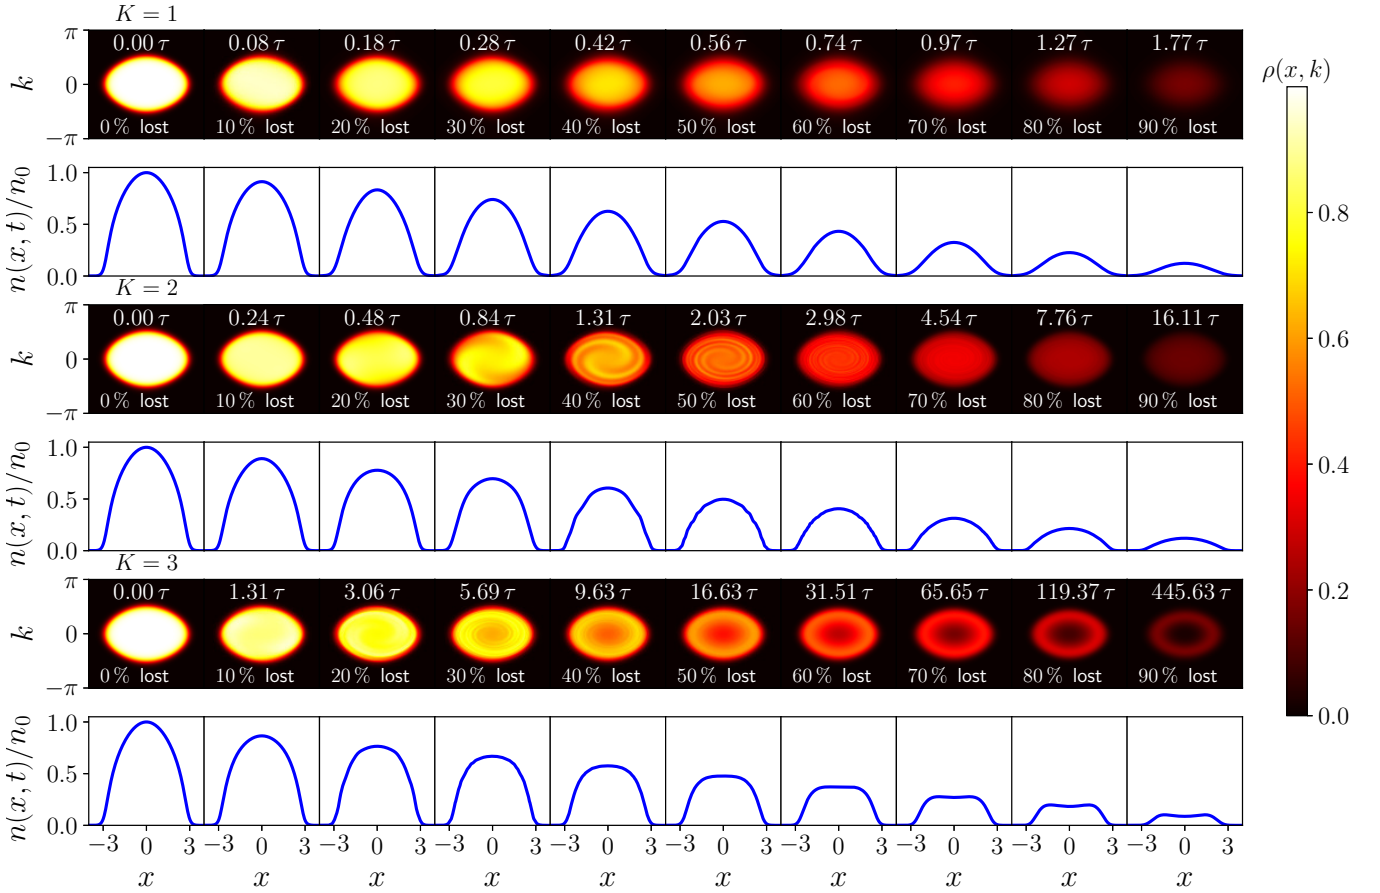 K = 1
π 0.00 τ 0.08 τ 0.18 τ 0.28 τ 0.42 τ 0.56 τ 0.74 τ 0.97 τ 1.27 τ 1.77 τ
k 0
−π 0 % lost 10 % lost 20 % lost 30 % lost 40 % lost 50 % lost 60 % lost 70 % lost 80 % lost 90 % lost
n(x, t)/n₀
1.0
0.5
0.0
K = 2
π 0.00 τ 0.24 τ 0.48 τ 0.84 τ 1.31 τ 2.03 τ 2.98 τ 4.54 τ 7.76 τ 16.11 τ
k 0
−π 0 % lost 10 % lost 20 % lost 30 % lost 40 % lost 50 % lost 60 % lost 70 % lost 80 % lost 90 % lost
n(x, t)/n₀
1.0
0.5
0.0
K = 3
π 0.00 τ 1.31 τ 3.06 τ 5.69 τ 9.63 τ 16.63 τ 31.51 τ 65.65 τ 119.37 τ 445.63 τ
k 0
−π 0 % lost 10 % lost 20 % lost 30 % lost 40 % lost 50 % lost 60 % lost 70 % lost 80 % lost 90 % lost
n(x, t)/n₀
1.0
0.5
0.0
−3 0 3 −3 0 3 −3 0 3 −3 0 3 −3 0 3 −3 0 3 −3 0 3 −3 0 3 −3 0 3 −3 0 3
x x x x x x x x x x
ρ(x, k)
0.8
0.6
0.4
0.2
0.0